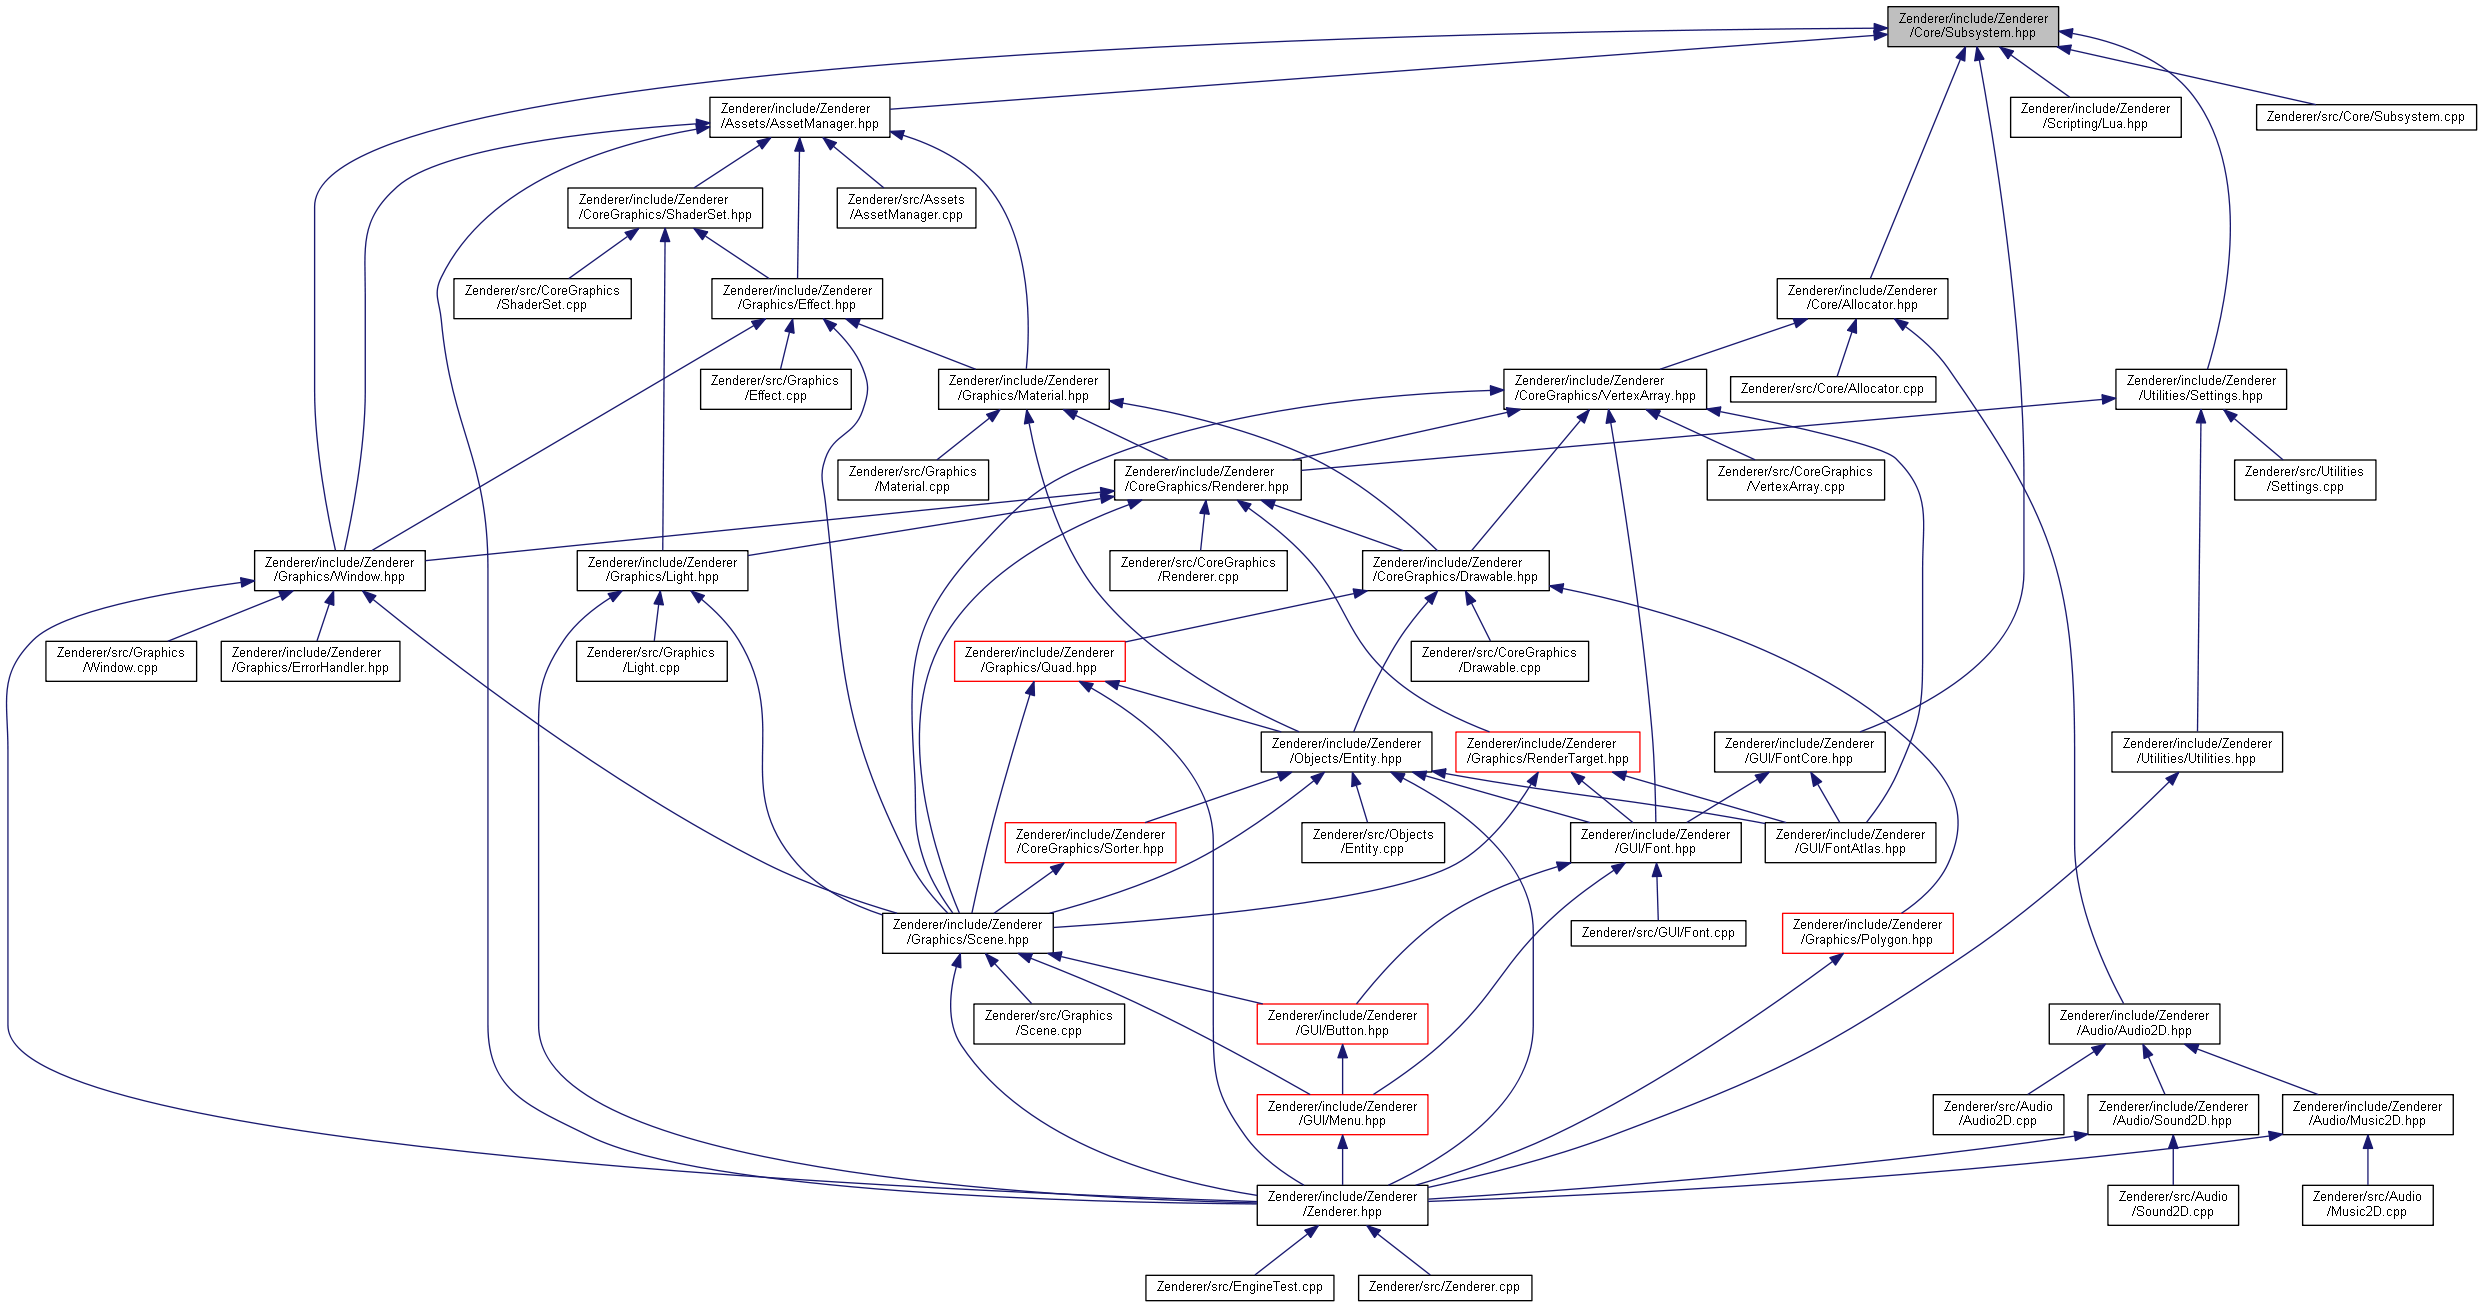 Zenderer/include/Zenderer
/Core/Subsystem.hpp
Zenderer/include/Zenderer
/Assets/AssetManager.hpp
Zenderer/include/Zenderer
/Scripting/Lua.hpp
Zenderer/src/Core/Subsystem.cpp
Zenderer/include/Zenderer
/CoreGraphics/ShaderSet.hpp
Zenderer/src/Assets
/AssetManager.cpp
Zenderer/src/CoreGraphics
/ShaderSet.cpp
Zenderer/include/Zenderer
/Graphics/Effect.hpp
Zenderer/include/Zenderer
/Core/Allocator.hpp
Zenderer/src/Graphics
/Effect.cpp
Zenderer/include/Zenderer
/Graphics/Material.hpp
Zenderer/include/Zenderer
/CoreGraphics/VertexArray.hpp
Zenderer/src/Core/Allocator.cpp
Zenderer/include/Zenderer
/Utilities/Settings.hpp
Zenderer/src/Graphics
/Material.cpp
Zenderer/include/Zenderer
/CoreGraphics/Renderer.hpp
Zenderer/src/CoreGraphics
/VertexArray.cpp
Zenderer/src/Utilities
/Settings.cpp
Zenderer/include/Zenderer
/Graphics/Window.hpp
Zenderer/include/Zenderer
/Graphics/Light.hpp
Zenderer/src/CoreGraphics
/Renderer.cpp
Zenderer/include/Zenderer
/CoreGraphics/Drawable.hpp
Zenderer/src/Graphics
/Window.cpp
Zenderer/include/Zenderer
/Graphics/ErrorHandler.hpp
Zenderer/src/Graphics
/Light.cpp
Zenderer/include/Zenderer
/Graphics/Quad.hpp
Zenderer/src/CoreGraphics
/Drawable.cpp
Zenderer/include/Zenderer
/Objects/Entity.hpp
Zenderer/include/Zenderer
/Graphics/RenderTarget.hpp
Zenderer/include/Zenderer
/GUI/FontCore.hpp
Zenderer/include/Zenderer
/Utilities/Utilities.hpp
Zenderer/include/Zenderer
/CoreGraphics/Sorter.hpp
Zenderer/src/Objects
/Entity.cpp
Zenderer/include/Zenderer
/GUI/Font.hpp
Zenderer/include/Zenderer
/GUI/FontAtlas.hpp
Zenderer/include/Zenderer
/Graphics/Scene.hpp
Zenderer/src/GUI/Font.cpp
Zenderer/include/Zenderer
/Graphics/Polygon.hpp
Zenderer/src/Graphics
/Scene.cpp
Zenderer/include/Zenderer
/GUI/Button.hpp
Zenderer/include/Zenderer
/Audio/Audio2D.hpp
Zenderer/include/Zenderer
/GUI/Menu.hpp
Zenderer/src/Audio
/Audio2D.cpp
Zenderer/include/Zenderer
/Audio/Sound2D.hpp
Zenderer/include/Zenderer
/Audio/Music2D.hpp
Zenderer/include/Zenderer
/Zenderer.hpp
Zenderer/src/Audio
/Sound2D.cpp
Zenderer/src/Audio
/Music2D.cpp
Zenderer/src/EngineTest.cpp
Zenderer/src/Zenderer.cpp